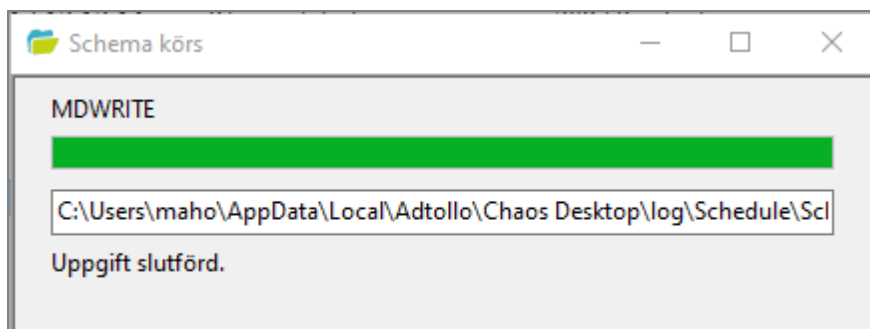 Schema körs
MDWRITE
C:\Users\maho\AppData\Local\Adtollo\Chaos Desktop\log\Schedule\Scl
Uppgift slutförd.